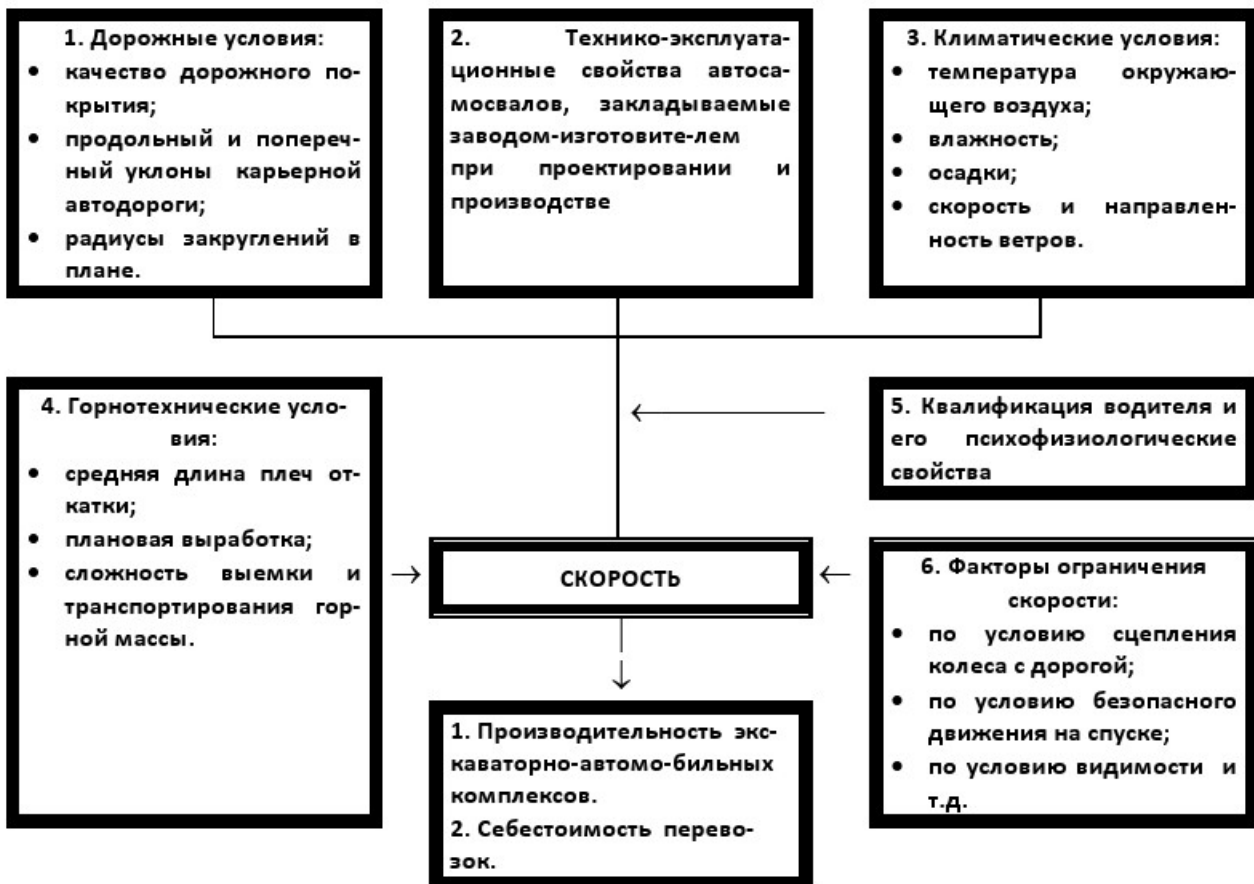 1. Дорожные условия:
• качество дорожного по-
крытия;
• продольный и попереч-
ный уклоны карьерной
автодороги;
• радиусы закруглений в
плане.
2. Технико-эксплуата-
ционные свойства автоса-
мосвалов, закладываемые
заводом-изготовите-лем
при проектировании и
производстве
3. Климатические условия:
• температура окружаю-
щего воздуха;
• влажность;
• осадки;
• скорость и направлен-
ность ветров.
4. Горнотехнические усло-
вия:
• средняя длина плеч от-
катки;
• плановая выработка;
• сложность выемки и
транспортирования гор-
ной массы.
5. Квалификация водителя и
его психофизиологические
свойства
СКОРОСТЬ
6. Факторы ограничения
скорости:
• по условию сцепления
колеса с дорогой;
• по условию безопасного
движения на спуске;
• по условию видимости и
т.д.
1. Производительность экс-
каваторно-автомо-бильных
комплексов.
2. Себестоимость перево-
зок.